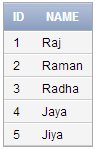 ID NAME
1 Raj
2 Raman
3 Radha
4 Jaya
5 Jiya